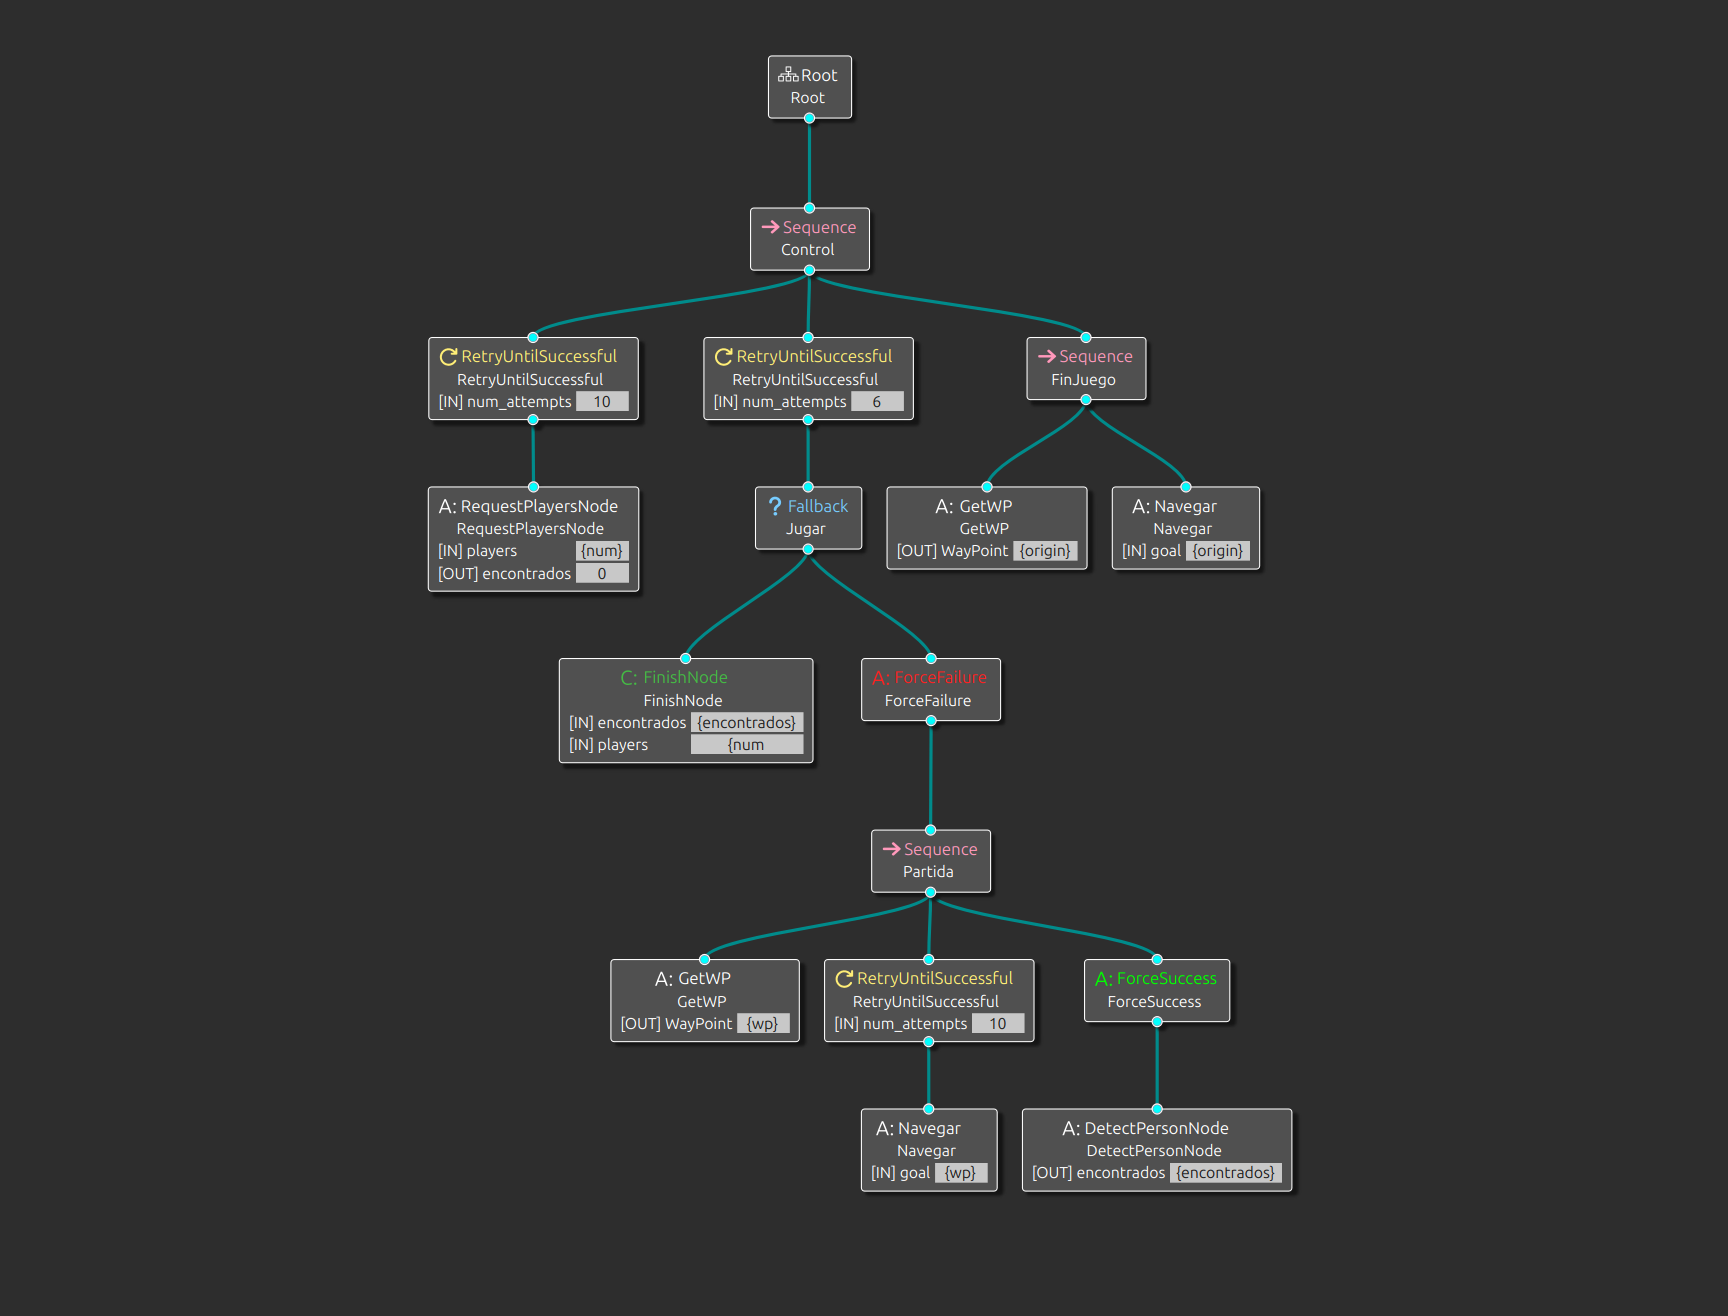 Root
Root
Sequence
Control
RetryUntilSuccessful
RetryUntilSuccessful
[IN] num_attempts 10
RetryUntilSuccessful
RetryUntilSuccessful
[IN] num_attempts 6
Sequence
FinJuego
A: RequestPlayersNode
RequestPlayersNode
[IN] players {num}
[OUT] encontrados 0
? Fallback
Jugar
A: GetWP
GetWP
[OUT] WayPoint {origin}
A: Navegar
Navegar
[IN] goal {origin}
C: FinishNode
FinishNode
[IN] encontrados {encontrados}
[IN] players {num
A: ForceFailure
ForceFailure
Sequence
Partida
A: GetWP
GetWP
[OUT] WayPoint {wp}
RetryUntilSuccessful
RetryUntilSuccessful
[IN] num_attempts 10
A: ForceSuccess
ForceSuccess
A: Navegar
Navegar
[IN] goal {wp}
A: DetectPersonNode
DetectPersonNode
[OUT] encontrados {encontrados}